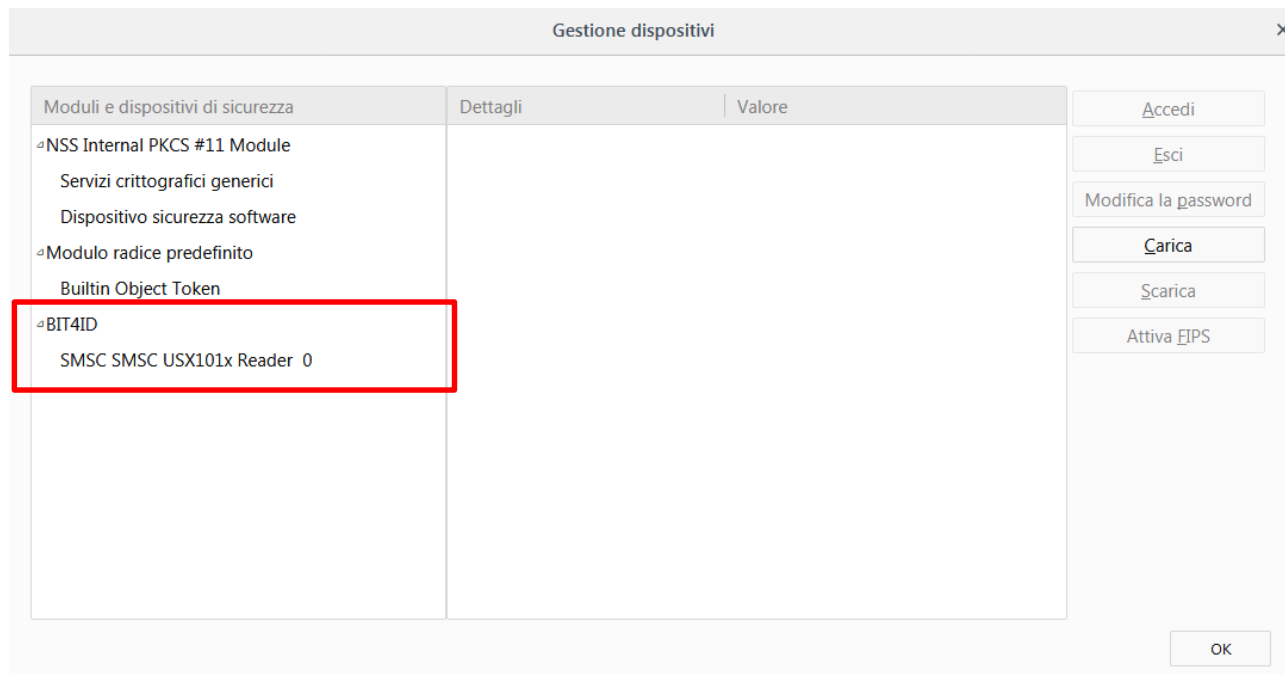 Gestione dispositivi
Moduli e dispositivi di sicurezza
Dettagli
Valore
NSS Internal PKCS #11 Module
Servizi crittografici generici
Dispositivo sicurezza software
Modulo radice predefinito
Builtin Object Token
BIT4ID
SMSC SMSC USX101x Reader 0
Accedi
Esci
Modifica la password
Carica
Scarica
Attiva FIPS
OK